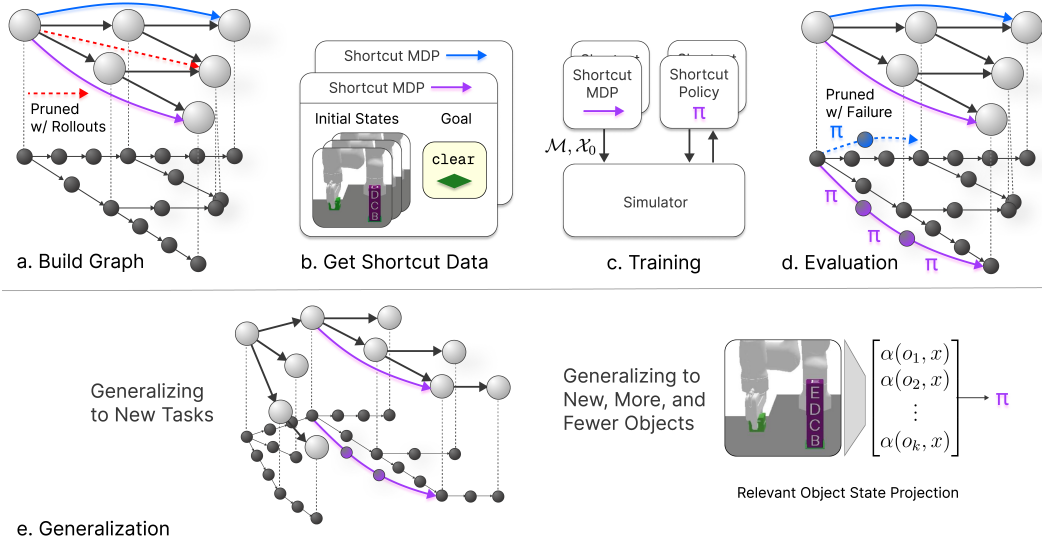 Pruned
w/ Rollouts
a. Build Graph
Shortcut MDP
Shortcut MDP
Initial States
Goal
clear
D
C
B
b. Get Shortcut Data
Shortcut
MDP
Shortcut
Policy
π
ℳ, 𝒳₀
Simulator
c. Training
Pruned
w/ Failure
π
π
π
π
d. Evaluation
Generalizing
to New Tasks
Generalizing to
New, More, and
Fewer Objects
E
D
C
B
α(o₁, x)
α(o₂, x)
⋮
α(oₖ, x)
π
Relevant Object State Projection
e. Generalization